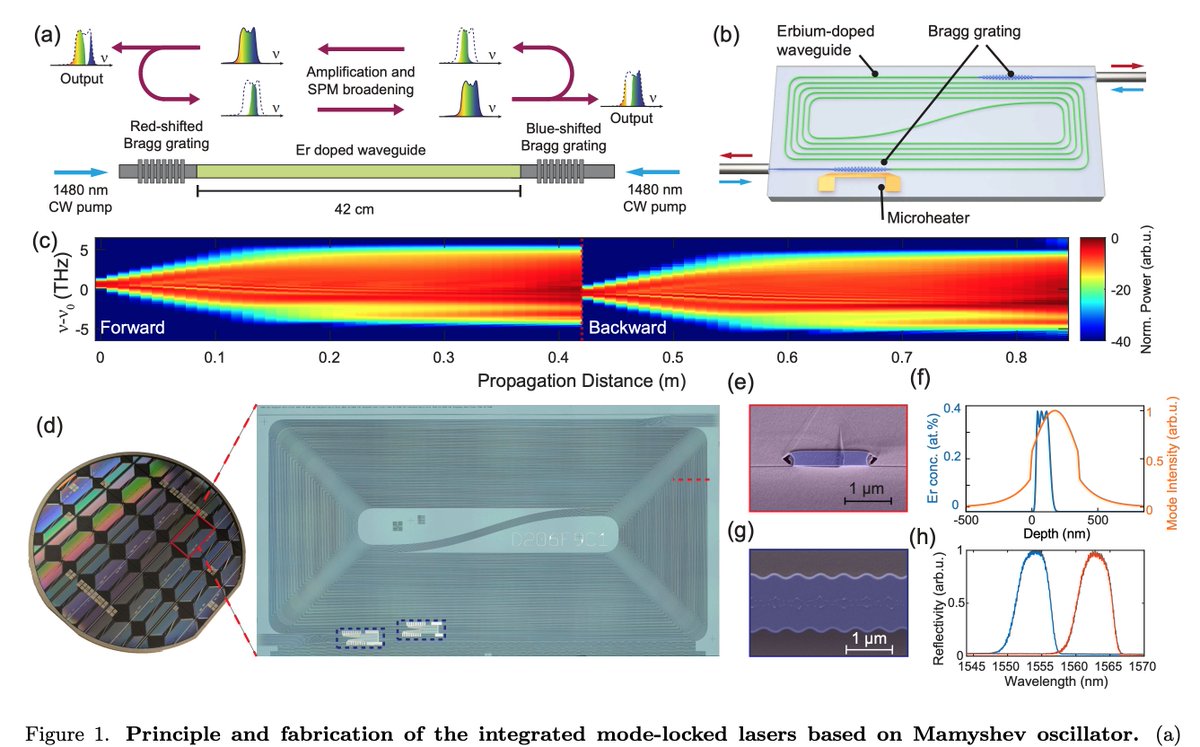 (a)
ν
ν
ν
Output
Amplification and
SPM broadening
ν
ν
ν
Output
Red-shifted
Bragg grating
Er doped waveguide
Blue-shifted
Bragg grating
1480 nm
CW pump
42 cm
1480 nm
CW pump
(b)
Erbium-doped
waveguide
Bragg grating
Microheater
(c)
ν-ν0 (THz)
5
0
-5
Forward
Backward
0
0.1
0.2
0.3
0.4
0.5
0.6
0.7
0.8
Propagation Distance (m)
0
-20
-40
Norm. Power (arb.u.)
(d)
D206F9C1
(e)
1 μm
(f)
Er conc. (at.%)
0.4
0.2
0
Mode Intensity (arb.u.)
1
0.5
0
-500
0
500
Depth (nm)
(g)
1 μm
(h)
Reflectivity (arb.u.)
1
0.5
0
1545
1550
1555
1560
1565
1570
Wavelength (nm)
Figure 1. Principle and fabrication of the integrated mode-locked lasers based on Mamyshev oscillator. (a)